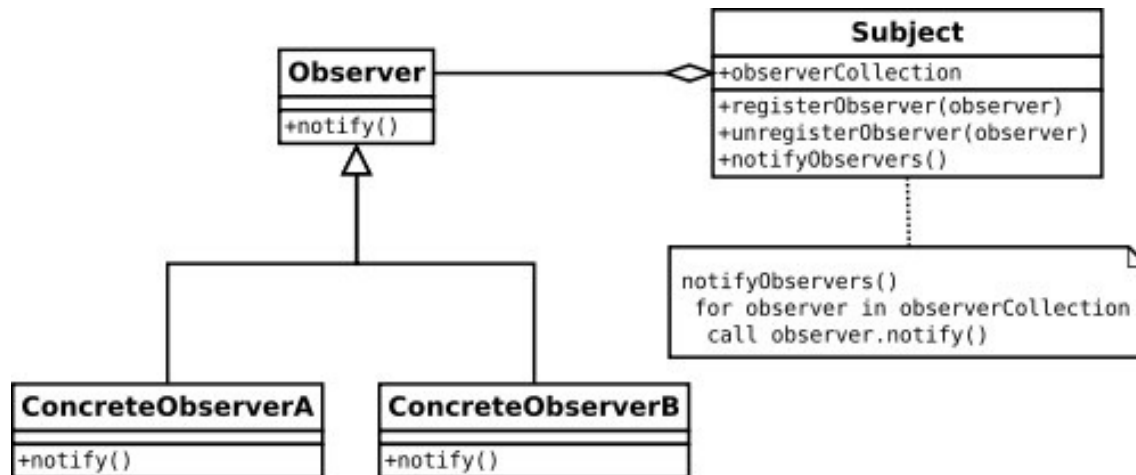 Subject
+observerCollection
+registerObserver(observer)
+unregisterObserver(observer)
+notifyObservers()
Observer
+notify()
notifyObservers()
for observer in observerCollection
call observer.notify()
ConcreteObserverA
+notify()
ConcreteObserverB
+notify()